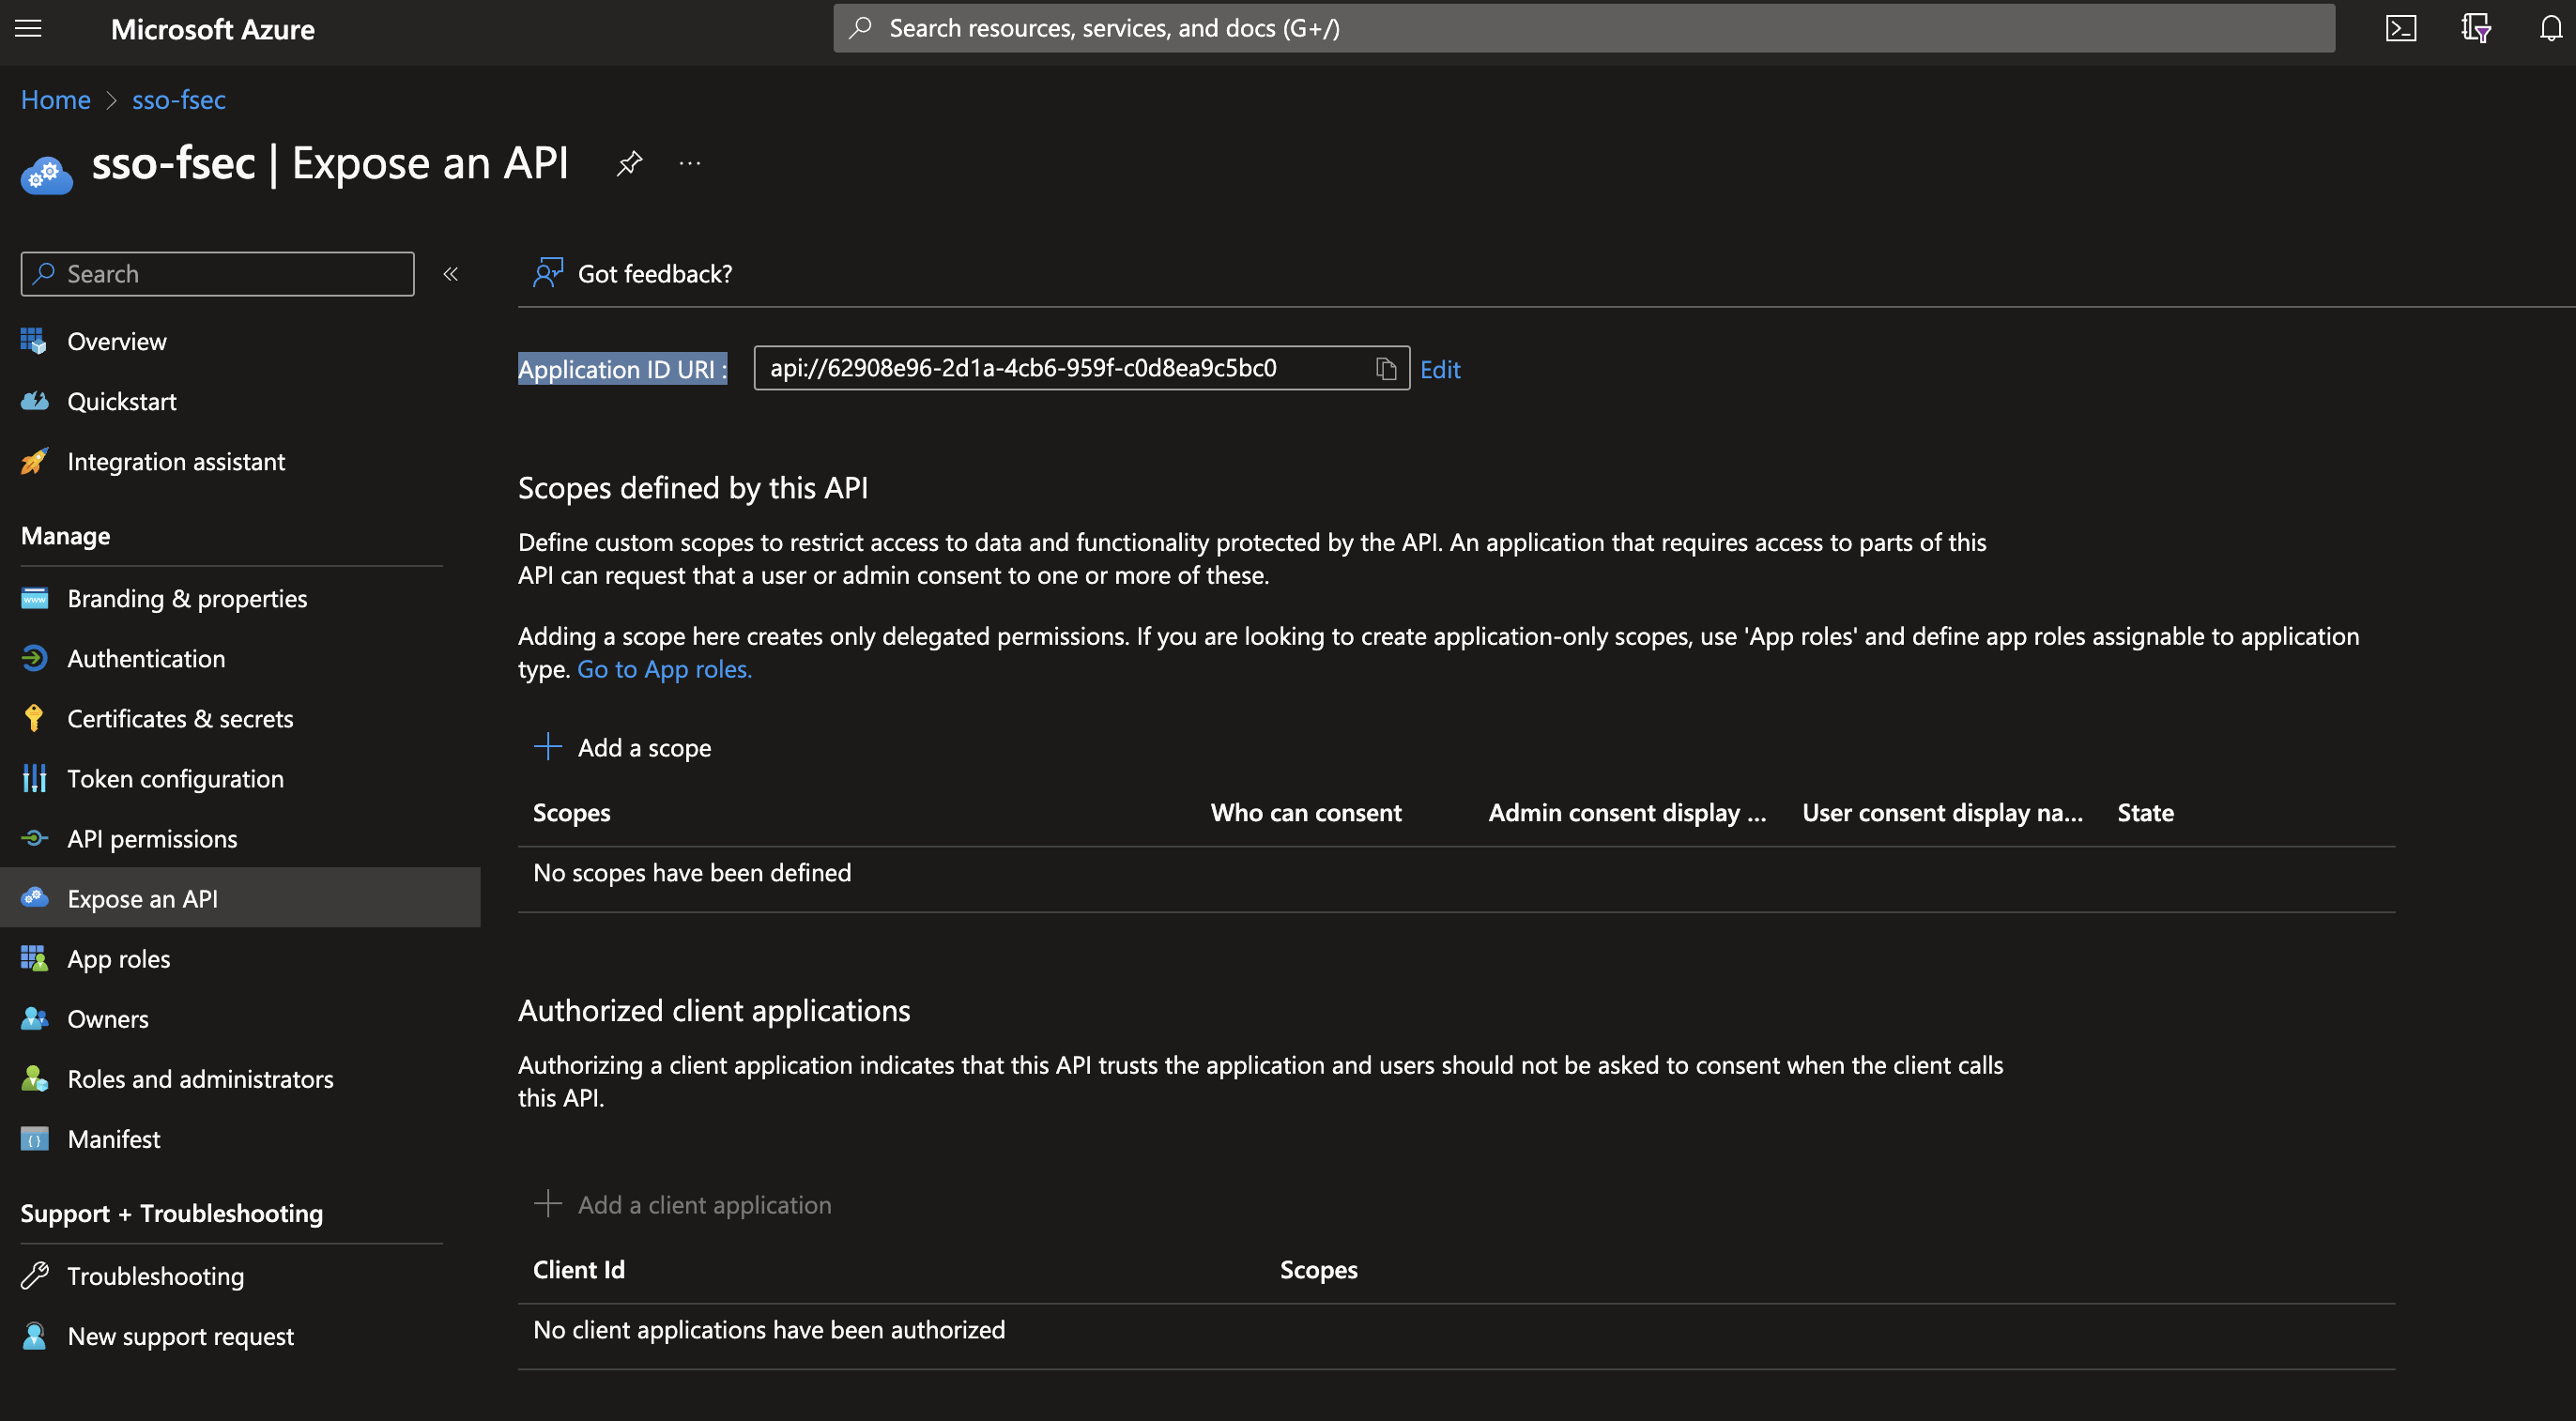 Microsoft Azure
Search resources, services, and docs (G+/)
Home > sso-fsec
sso-fsec | Expose an API
Search
Got feedback?
Overview
Quickstart
Integration assistant
Manage
Branding & properties
Authentication
Certificates & secrets
Token configuration
API permissions
Expose an API
App roles
Owners
Roles and administrators
Manifest
Support + Troubleshooting
Troubleshooting
New support request
Application ID URI :
api://62908e96-2d1a-4cb6-959f-c0d8ea9c5bc0
Edit
Scopes defined by this API
Define custom scopes to restrict access to data and functionality protected by the API. An application that requires access to parts of this
API can request that a user or admin consent to one or more of these.
Adding a scope here creates only delegated permissions. If you are looking to create application-only scopes, use 'App roles' and define app roles assignable to application
type. Go to App roles.
Add a scope
Scopes Who can consent Admin consent display ... User consent display na... State
No scopes have been defined
Authorized client applications
Authorizing a client application indicates that this API trusts the application and users should not be asked to consent when the client calls
this API.
Add a client application
Client Id Scopes
No client applications have been authorized